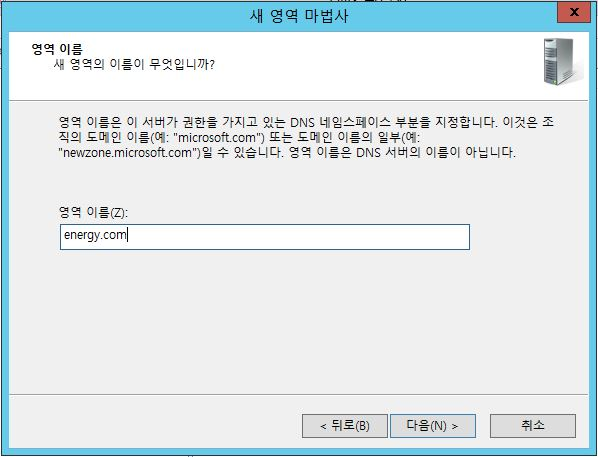 새 영역 마법사
x
영역 이름
새 영역의 이름이 무엇입니까?
영역 이름은 이 서버가 권한을 가지고 있는 DNS 네임스페이스 부분을 지정합니다. 이것은 조
직의 도메인 이름(예: "microsoft.com") 또는 도메인 이름의 일부(예:
"newzone.microsoft.com")일 수 있습니다. 영역 이름은 DNS 서버의 이름이 아닙니다.
영역 이름(Z):
energy.com
< 뒤로(B) 다음(N) > 취소